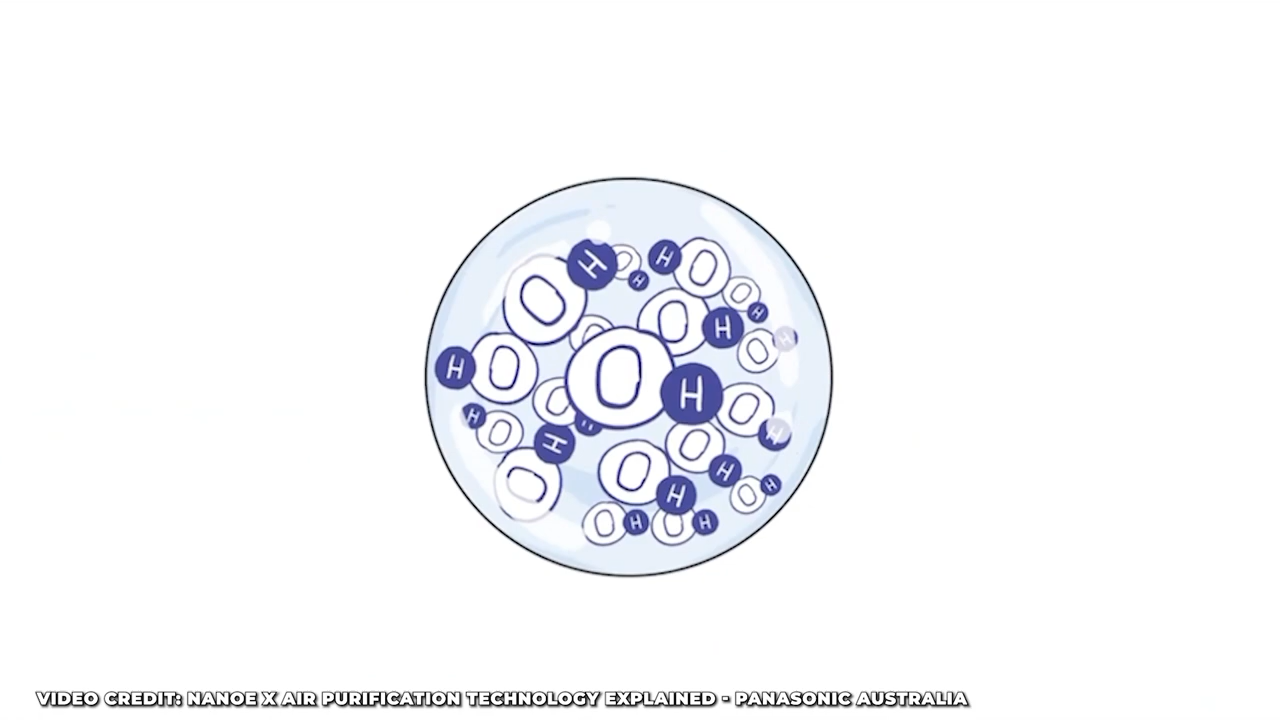 O H
O H
H O
O H
O H
O H
H O
O H
O
O H
H O
O H
O H
O H
O H
O H
O H
VIDEO CREDIT: NANOE X AIR PURIFICATION TECHNOLOGY EXPLAINED - PANASONIC AUSTRALIA